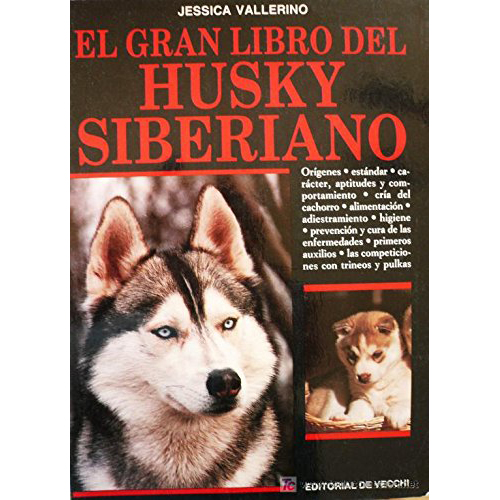 JESSICA VALLERINO
EL GRAN LIBRO DEL
HUSKY
SIBERIANO
Orígenes • estándar • ca-
rácter, aptitudes y com-
portamiento • cría del
cachorro • alimentación •
adiestramiento • higiene
• prevención y cura de las
enfermedades • primeros
auxilios • las competicio-
nes con trineos y pulkas
EDITORIAL DE VECCHI